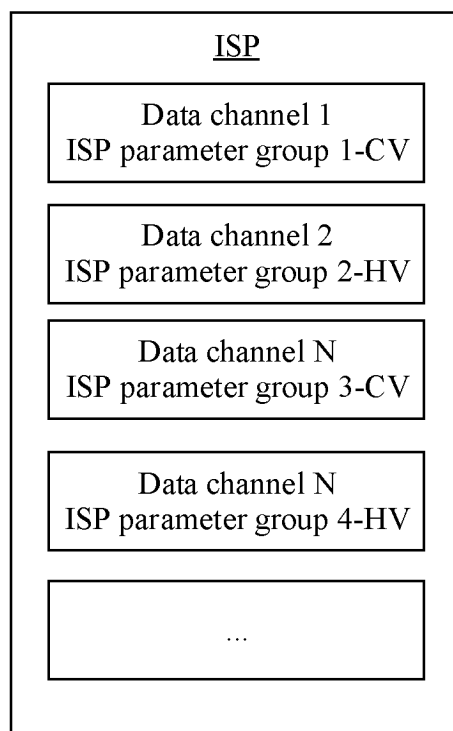 ISP
Data channel 1
ISP parameter group 1-CV
Data channel 2
ISP parameter group 2-HV
Data channel N
ISP parameter group 3-CV
Data channel N
ISP parameter group 4-HV
...